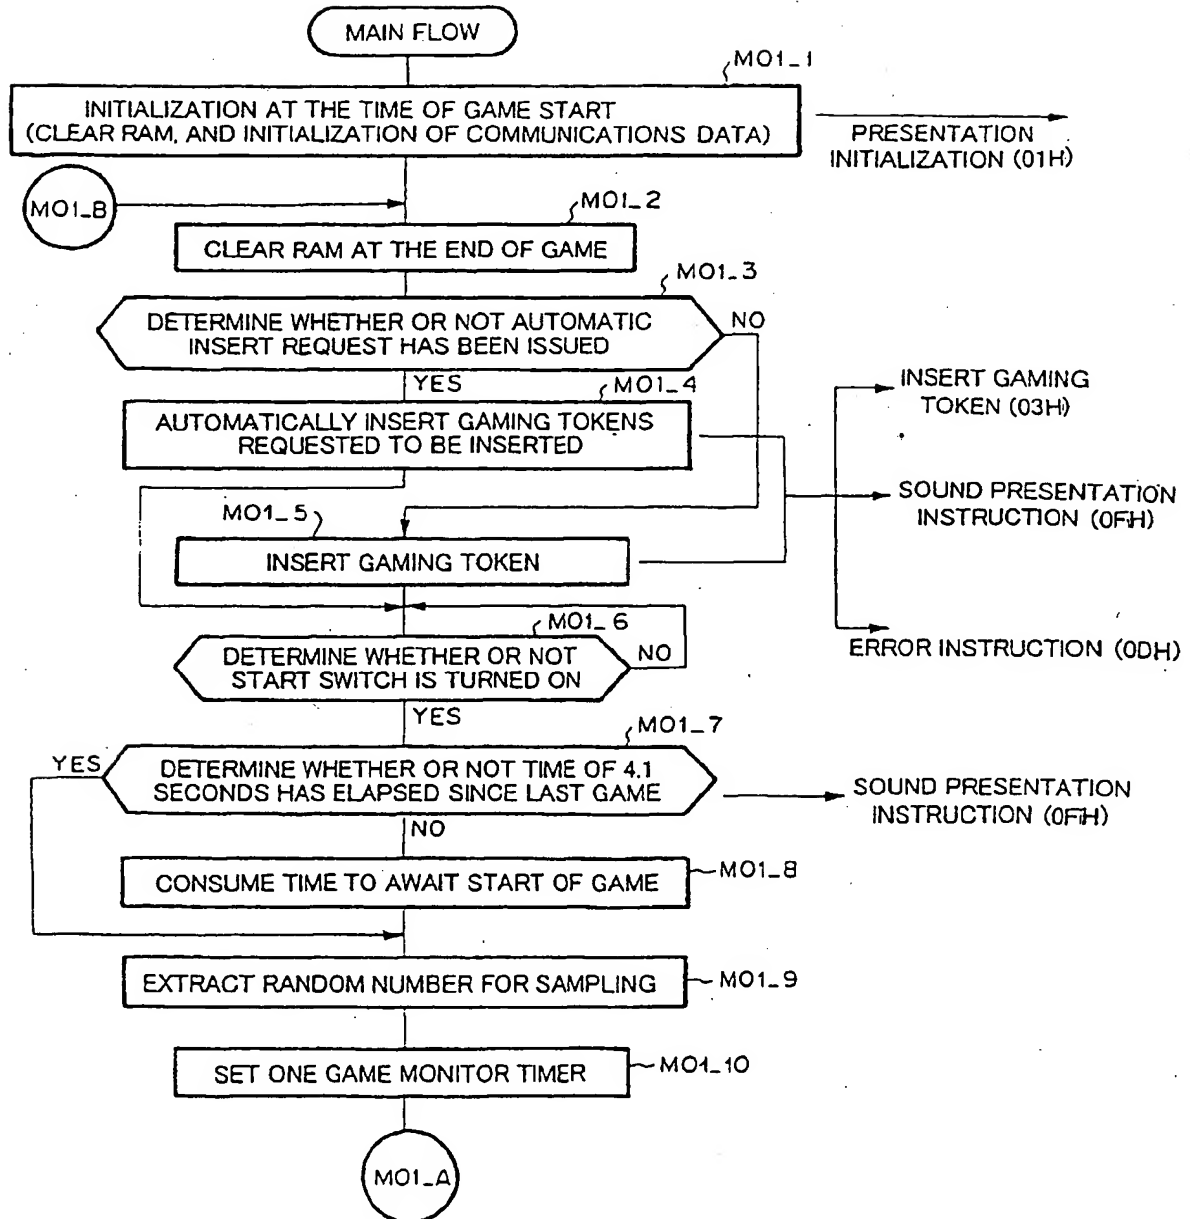 MAIN FLOW
M01_1
INITIALIZATION AT THE TIME OF GAME START
(CLEAR RAM, AND INITIALIZATION OF COMMUNICATIONS DATA)
PRESENTATION
INITIALIZATION (01H)
M01_B
M01_2
CLEAR RAM AT THE END OF GAME
M01_3
DETERMINE WHETHER OR NOT AUTOMATIC
INSERT REQUEST HAS BEEN ISSUED
NO
YES
M01_4
AUTOMATICALLY INSERT GAMING TOKENS
REQUESTED TO BE INSERTED
INSERT GAMING
TOKEN (03H)
SOUND PRESENTATION
INSTRUCTION (0FH)
M01_5
INSERT GAMING TOKEN
ERROR INSTRUCTION (0DH)
M01_6
DETERMINE WHETHER OR NOT
START SWITCH IS TURNED ON
NO
YES
M01_7
YES
DETERMINE WHETHER OR NOT TIME OF 4.1
SECONDS HAS ELAPSED SINCE LAST GAME
SOUND PRESENTATION
INSTRUCTION (0FH)
NO
CONSUME TIME TO AWAIT START OF GAME
M01_8
EXTRACT RANDOM NUMBER FOR SAMPLING
M01_9
SET ONE GAME MONITOR TIMER
M01_10
M01_A